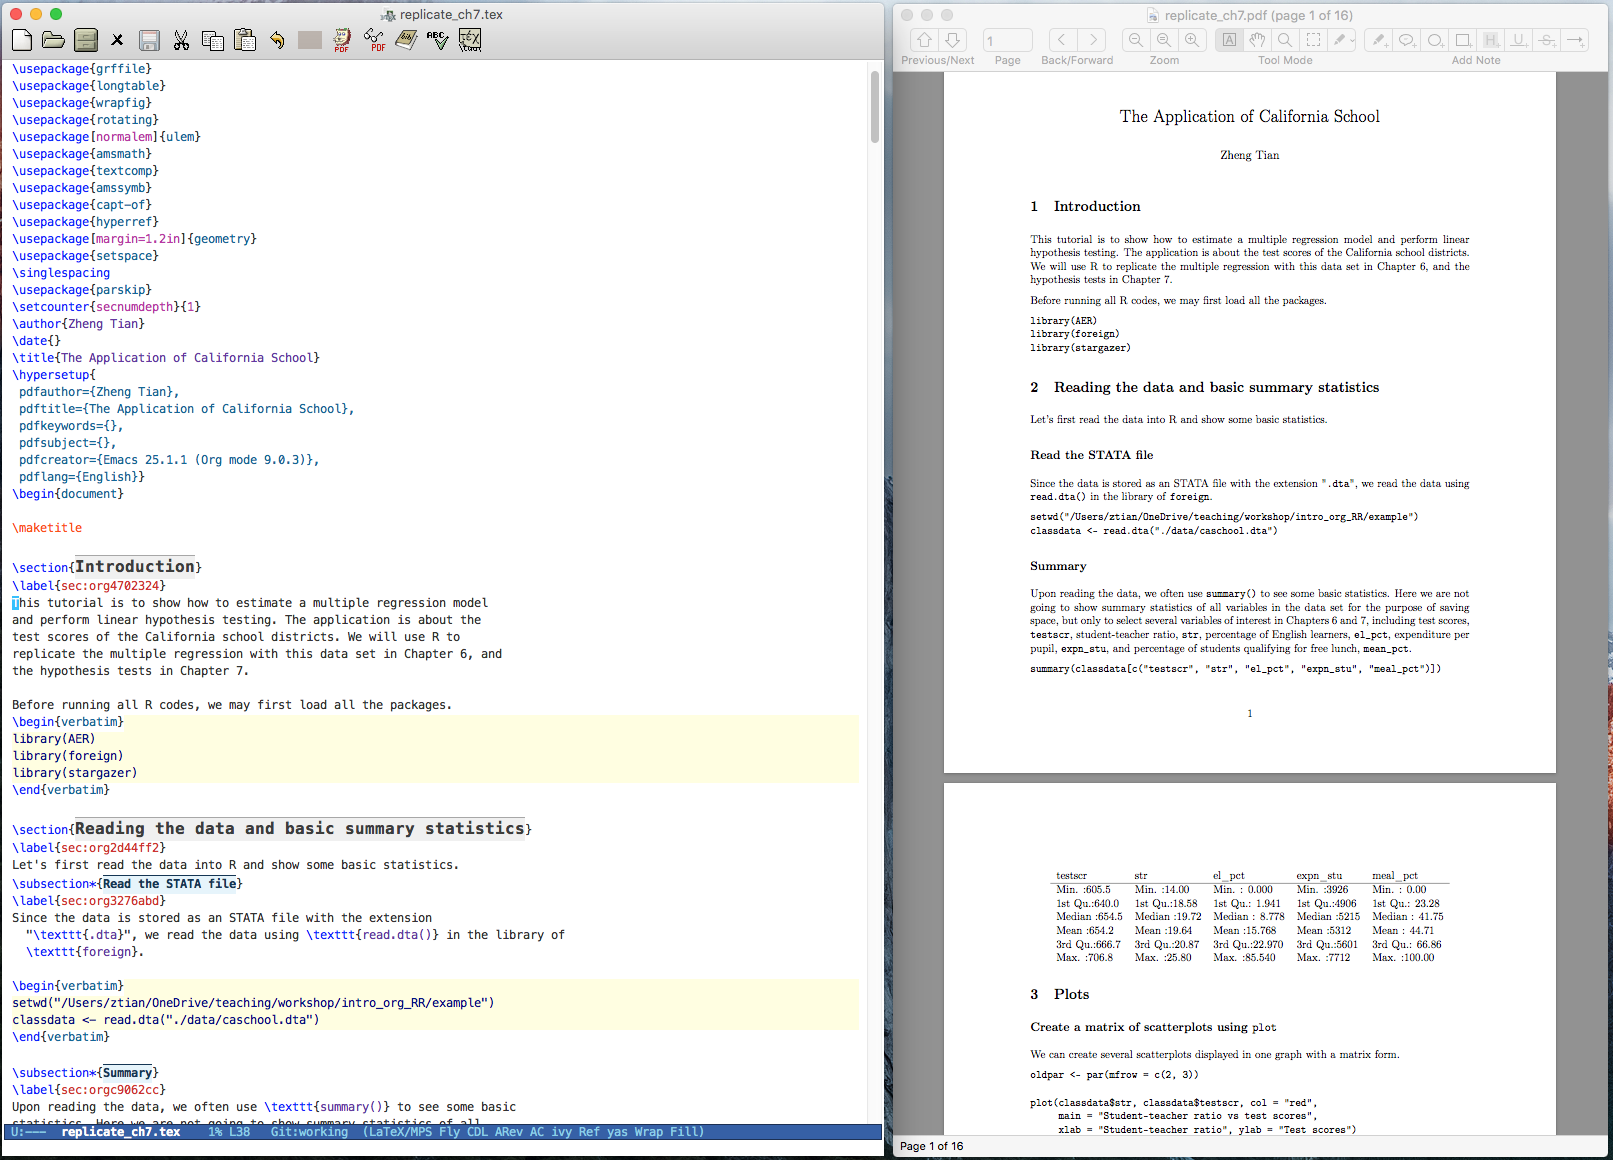 replicate_ch7.tex
\usepackage{grffile}
\usepackage{longtable}
\usepackage{wrapfig}
\usepackage{rotating}
\usepackage[normalem]{ulem}
\usepackage{amsmath}
\usepackage{textcomp}
\usepackage{amssymb}
\usepackage{capt-of}
\usepackage{hyperref}
\usepackage[margin=1.2in]{geometry}
\usepackage{setspace}
\singlespacing
\usepackage{parskip}
\setcounter{secnumdepth}{1}
\author{Zheng Tian}
\date{}
\title{The Application of California School}
\hypersetup{
pdfauthor={Zheng Tian},
pdftitle={The Application of California School},
pdfkeywords={},
pdfsubject={},
pdfcreator={Emacs 25.1.1 (Org mode 9.0.3)},
pdflang={English}}
\begin{document}
\maketitle
\section{Introduction}
\label{sec:org4702324}
This tutorial is to show how to estimate a multiple regression model
and perform linear hypothesis testing. The application is about the
test scores of the California school districts. We will use R to
replicate the multiple regression with this data set in Chapter 6, and
the hypothesis tests in Chapter 7.
Before running all R codes, we may first load all the packages.
\begin{verbatim}
library(AER)
library(foreign)
library(stargazer)
\end{verbatim}
\section{Reading the data and basic summary statistics}
\label{sec:org2d44ff2}
Let's first read the data into R and show some basic statistics.
\subsection*{Read the STATA file}
\label{sec:org3276abd}
Since the data is stored as an STATA file with the extension
"\texttt{.dta}", we read the data using \texttt{read.dta()} in the library of
\texttt{foreign}.
\begin{verbatim}
setwd("/Users/ztian/OneDrive/teaching/workshop/intro_org_RR/example")
classdata <- read.dta("./data/caschool.dta")
\end{verbatim}
\subsection*{Summary}
\label{sec:orgc9062cc}
Upon reading the data, we often use \texttt{summary()} to see some basic
statistics. Here we are not going to show summary statistics of all
U:--- replicate_ch7.tex 1% L38 Git:working (LaTeX/MPS Fly CDL ARev AC ivy Ref yas Wrap Fill)
replicate_ch7.pdf (page 1 of 16)
1
Previous/Next Page Back/Forward Zoom Tool Mode Add Note
The Application of California School
Zheng Tian
1 Introduction
This tutorial is to show how to estimate a multiple regression model and perform linear
hypothesis testing. The application is about the test scores of the California school districts.
We will use R to replicate the multiple regression with this data set in Chapter 6, and the
hypothesis tests in Chapter 7.
Before running all R codes, we may first load all the packages.
library(AER)
library(foreign)
library(stargazer)
2 Reading the data and basic summary statistics
Let's first read the data into R and show some basic statistics.
Read the STATA file
Since the data is stored as an STATA file with the extension ".dta", we read the data using
read.dta() in the library of foreign.
setwd("/Users/ztian/OneDrive/teaching/workshop/intro_org_RR/example")
classdata <- read.dta("./data/caschool.dta")
Summary
Upon reading the data, we often use summary() to see some basic statistics. Here we are not
going to show summary statistics of all variables in the data set for the purpose of saving
space, but only to select several variables of interest in Chapters 6 and 7, including test scores,
testscr, student-teacher ratio, str, percentage of English learners, el_pct, expenditure per
pupil, expn_stu, and percentage of students qualifying for free lunch, mean_pct.
summary(classdata[c("testscr", "str", "el_pct", "expn_stu", "meal_pct")])
1
testscr str el_pct expn_stu meal_pct
Min. :605.5 Min. :14.00 Min. : 0.000 Min. :3926 Min. : 0.00
1st Qu.:640.0 1st Qu.:18.58 1st Qu.: 1.941 1st Qu.:4906 1st Qu.: 23.28
Median :654.5 Median :19.72 Median : 8.778 Median :5215 Median : 41.75
Mean :654.2 Mean :19.64 Mean :15.768 Mean :5312 Mean : 44.71
3rd Qu.:666.7 3rd Qu.:20.87 3rd Qu.:22.970 3rd Qu.:5601 3rd Qu.: 66.86
Max. :706.8 Max. :25.80 Max. :85.540 Max. :7712 Max. :100.00
3 Plots
Create a matrix of scatterplots using plot
We can create several scatterplots displayed in one graph with a matrix form.
oldpar <- par(mfrow = c(2, 3))
plot(classdata$str, classdata$testscr, col = "red",
main = "Student-teacher ratio vs test scores",
xlab = "Student-teacher ratio", ylab = "Test scores")
Page 1 of 16